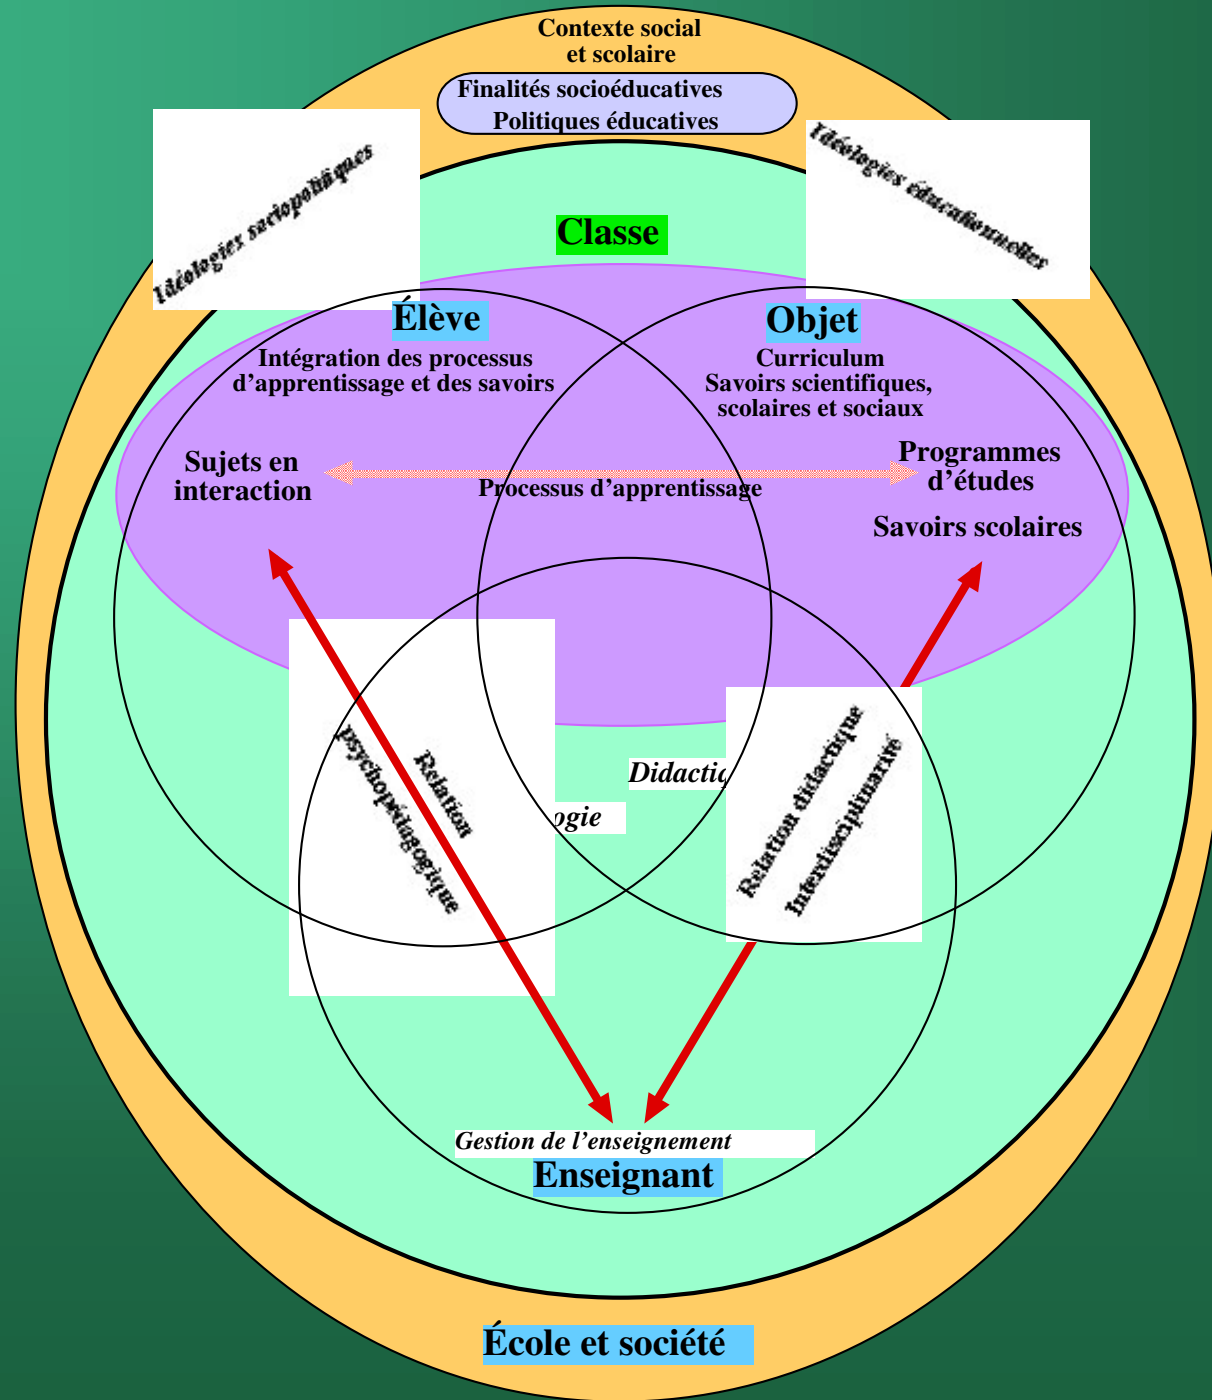 Contexte social
et scolaire
Finalités socioéducatives
Politiques éducatives
Idéologies sociopolitiques
Idéologies éducationnelles
Classe
Élève
Objet
Intégration des processus
d'apprentissage et des savoirs
Curriculum
Savoirs scientifiques,
scolaires et sociaux
Sujets en
interaction
Processus d’apprentissage
Programmes
d’études
Savoirs scolaires
Relation
psychopédagogique
Relation didactique
Interdisciplinarité
Gestion de l’enseignement
Enseignant
École et société